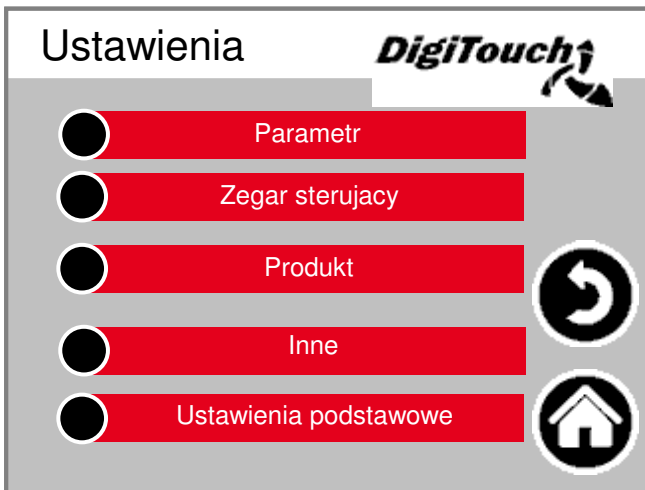 Ustawienia
DigiTouch
Parametr
Zegar sterujacy
Produkt
Inne
Ustawienia podstawowe